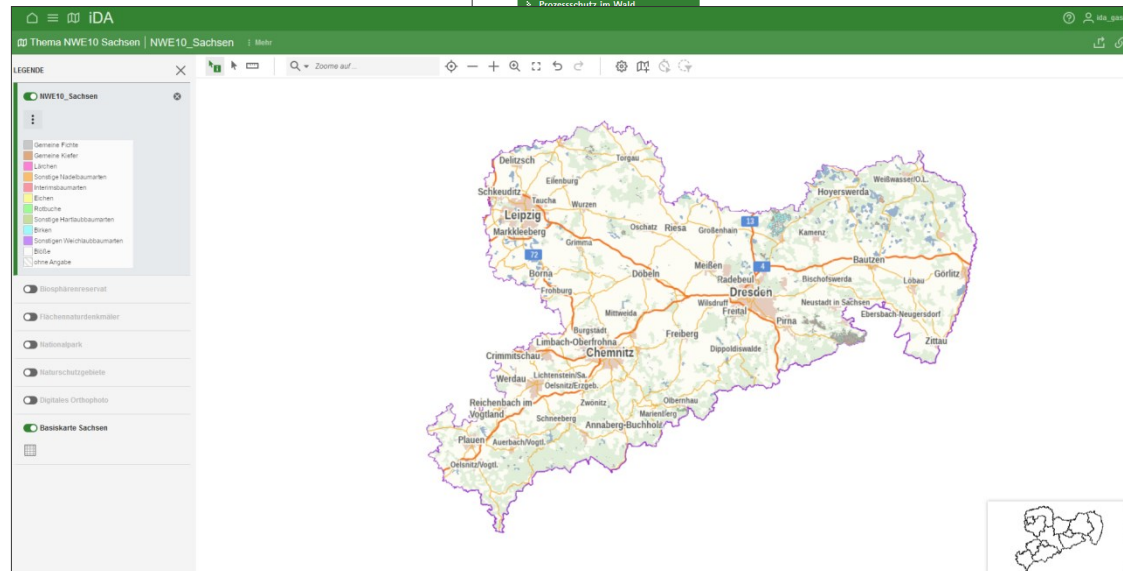 Prozessschutz im Wald
iDA
ida_gas
Thema NWE10 Sachsen | NWE10_Sachsen
Mehr
LEGENDE
Zoome auf...
NWE10_Sachsen
Gemeine Fichte
Gemeine Kiefer
Lärchen
Sonstige Nadelbaumarten
Interimsbaumarten
Eichen
Rotbuche
Sonstige Hartlaubbaumarten
Birken
Sonstigen Weichlaubbaumarten
Blöße
ohne Angabe
Biosphärenreservat
Flächennaturdenkmäler
Nationalpark
Naturschutzgebiete
Digitales Orthophoto
Basiskarte Sachsen
Delitzsch
Torgau
Eilenburg
Weißwasser/O.L.
Schkeuditz
Taucha
Wurzen
Hoyerswerda
Leipzig
Oschatz
Riesa
Großenhain
13
Kamenz
Markkleeberg
Grimma
72
Borna
Döbeln
Meißen
4
Bautzen
Radebeul
Bischofswerda
Löbau
Görlitz
Frohburg
Dresden
Mittweida
Wilsdruff
Freital
Neustadt in Sachsen
Ebersbach-Neugersdorf
Pirna
Burgstädt
Freiberg
Zittau
Limbach-Oberfrohna
Chemnitz
Dippoldiswalde
Crimmitschau
Werdau
Lichtenstein/Sa.
Oelsnitz/Erzgeb.
Reichenbach im
Vogtland
Zwönitz
Olbernhau
Marienberg
Schneeberg
Annaberg-Buchholz
Plauen
Auerbach/Vogtl.
Oelsnitz/Vogtl.